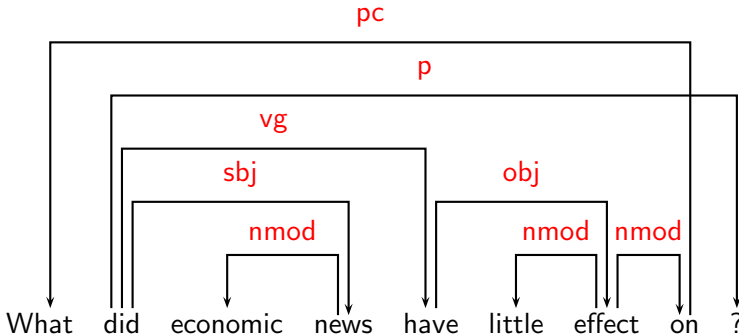 pc
p
vg
sbj obj
nmod nmod nmod
What did economic news have little effect on ?